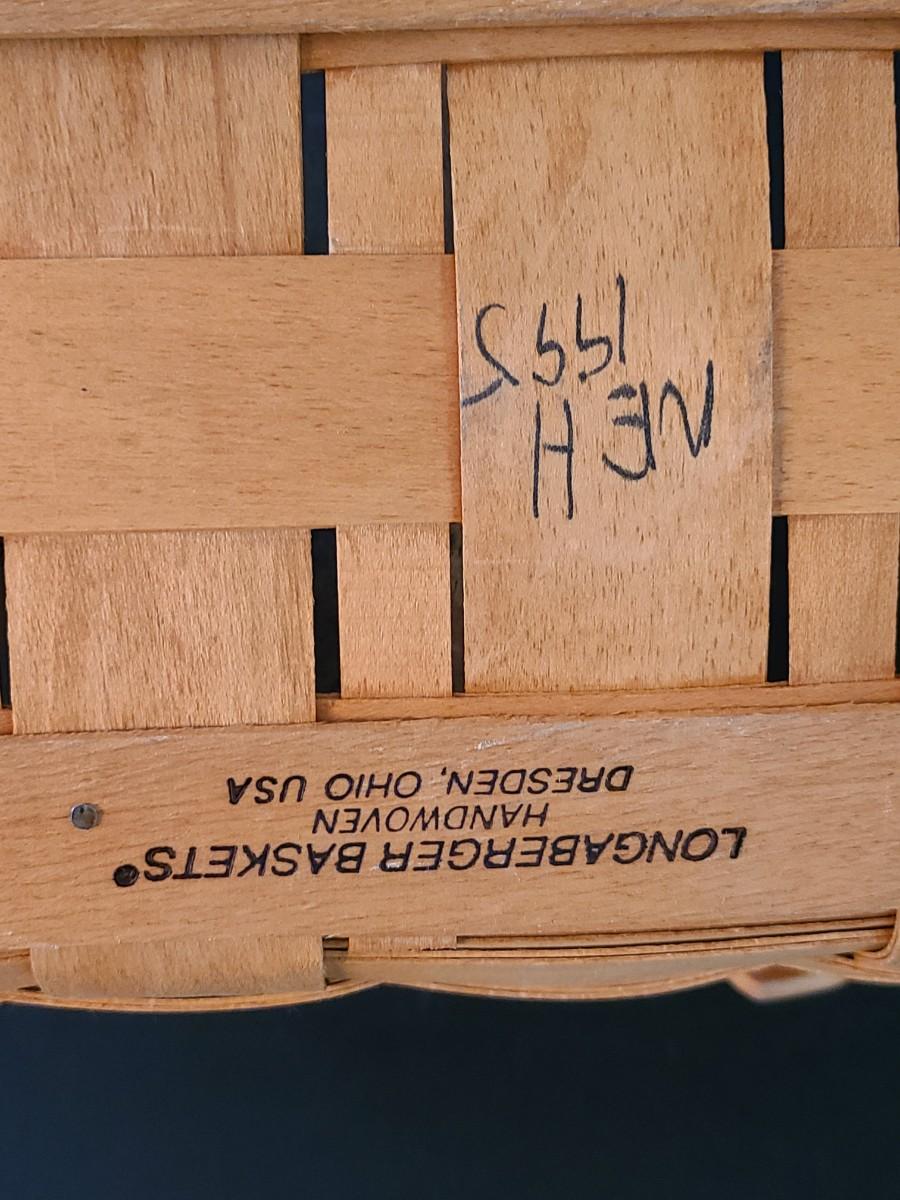 LONGABERGER BASKETS®
HANDWOVEN
DRESDEN, OHIO USA
NEH
1995